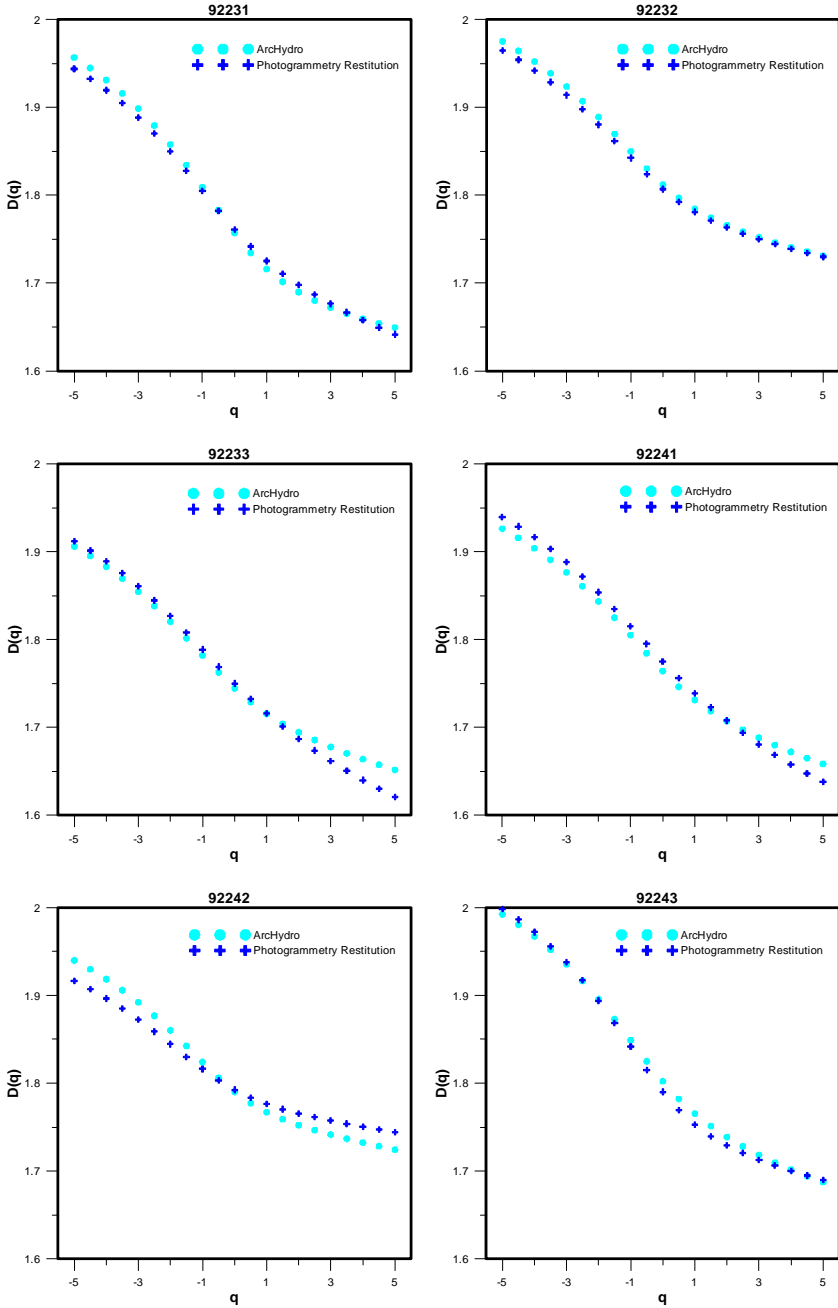 92231
ArcHydro
Photogrammetry Restitution
2
1.9
1.8
1.7
1.6
D(q)
-5 -3 -1 1 3 5
q
92232
ArcHydro
Photogrammetry Restitution
2
1.9
1.8
1.7
1.6
D(q)
-5 -3 -1 1 3 5
q
92233
ArcHydro
Photogrammetry Restitution
2
1.9
1.8
1.7
1.6
D(q)
-5 -3 -1 1 3 5
q
92241
ArcHydro
Photogrammetry Restitution
2
1.9
1.8
1.7
1.6
D(q)
-5 -3 -1 1 3 5
q
92242
ArcHydro
Photogrammetry Restitution
2
1.9
1.8
1.7
1.6
D(q)
-5 -3 -1 1 3 5
q
92243
ArcHydro
Photogrammetry Restitution
2
1.9
1.8
1.7
1.6
D(q)
-5 -3 -1 1 3 5
q